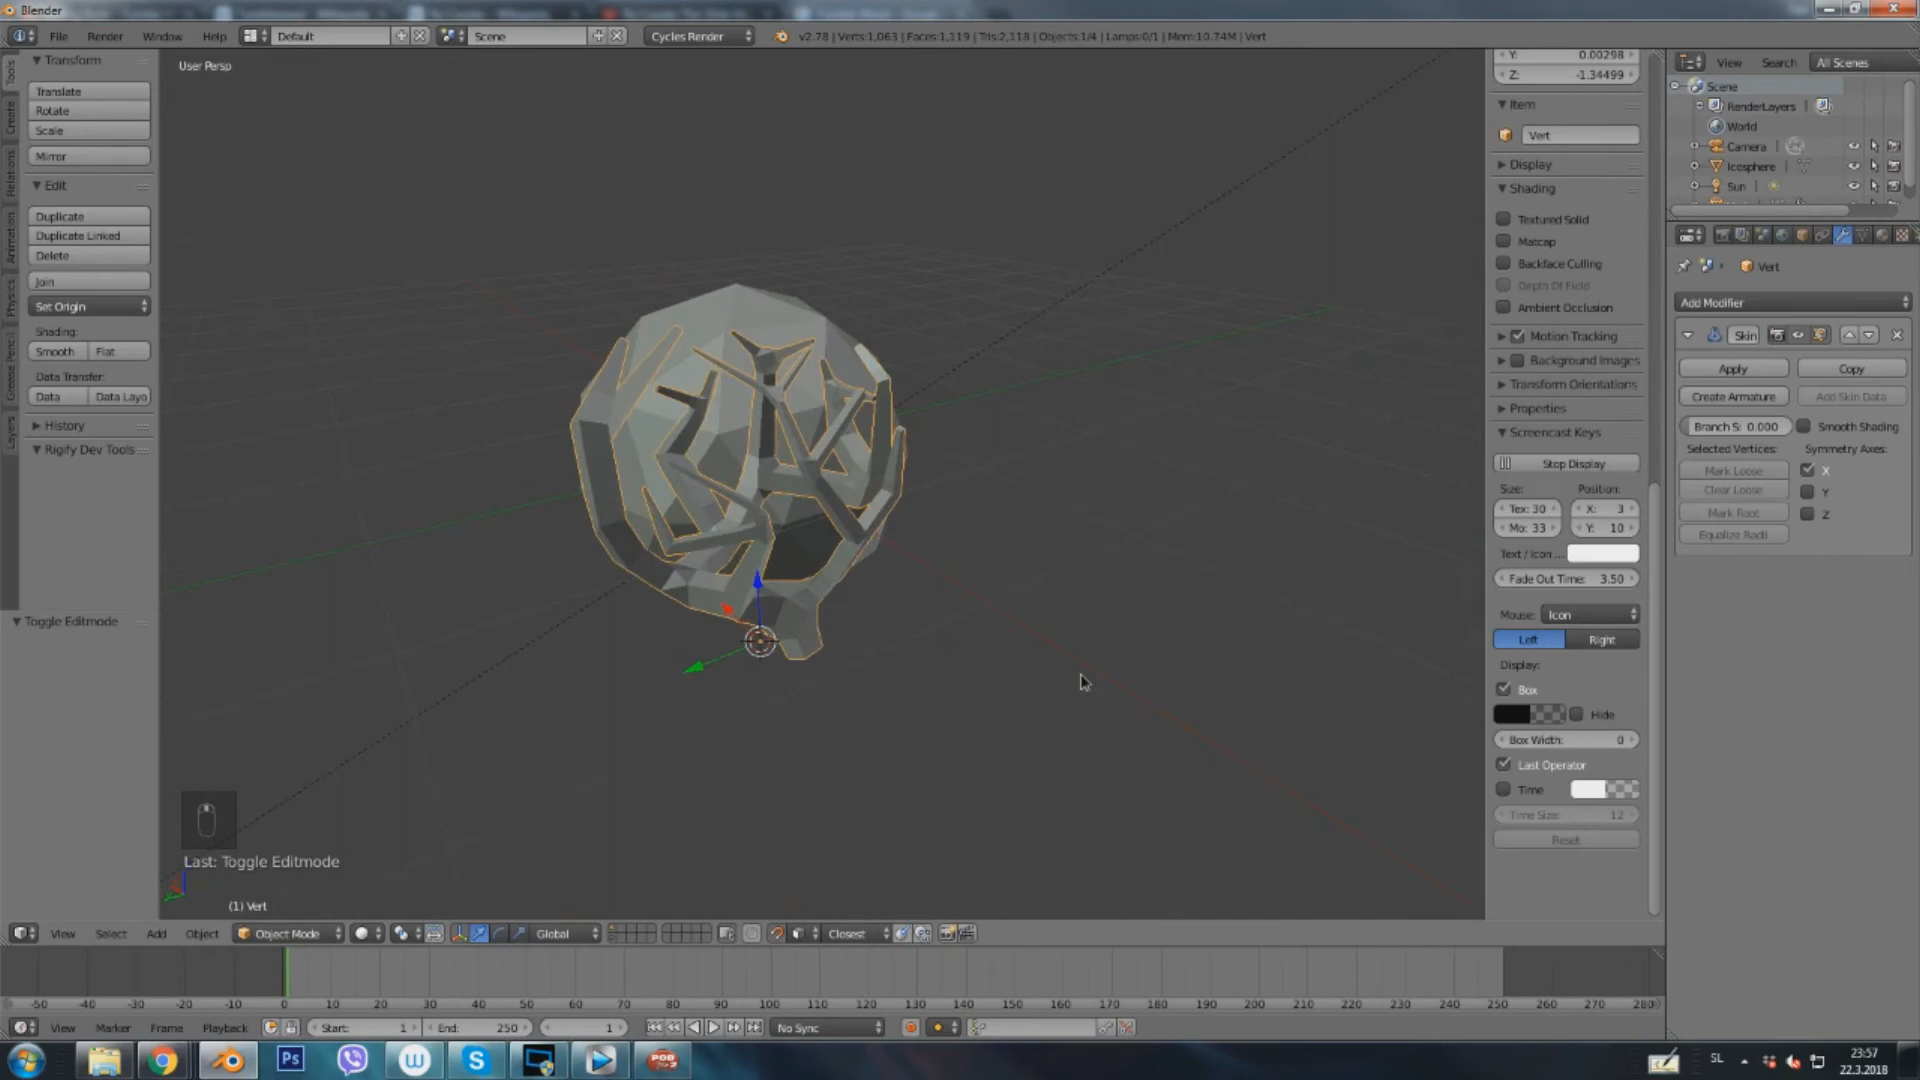 Blender
File Render Window Help Default Scene Cycles Render v2.78 | Verts:1,063 | Faces:1,119 | Tris:2,118 | Objects:1/4 | Lamps:0/1 | Mem:10.74M | Vert
Tools
Create
Relations
Animation
Physics
Grease Pencil
Layers
Transform
Translate
Rotate
Scale
Mirror
Edit
Duplicate
Duplicate Linked
Delete
Join
Set Origin
Shading:
Smooth Flat
Data Transfer:
Data Data Layo
History
Rigify Dev Tools
Toggle Editmode
User Persp
Last: Toggle Editmode
(1) Vert
Y: 0.00298
Z: -1.34499
Item
Vert
Display
Shading
Textured Solid
Matcap
Backface Culling
Depth Of Field
Ambient Occlusion
Motion Tracking
Background Images
Transform Orientations
Properties
Screencast Keys
Stop Display
Size: Position:
Tex: 30 X: 3
Mo: 33 Y: 10
Text / Icon ...
Fade Out Time: 3.50
Mouse: Icon
Left Right
Display:
Box
Hide
Box Width: 0
Last Operator
Time
Time Size: 12
Reset
View Search All Scenes
Scene
RenderLayers
World
Camera
Icosphere
Sun
Vert
Add Modifier
Skin
Apply Copy
Create Armature Add Skin Data
Branch S: 0.000 Smooth Shading
Selected Vertices: Symmetry Axes:
Mark Loose X
Clear Loose Y
Mark Root Z
Equalize Radii
View Select Add Object Object Mode Global Closest
-50 -40 -30 -20 -10 0 10 20 30 40 50 60 70 80 90 100 110 120 130 140 150 160 170 180 190 200 210 220 230 240 250 260 270 280
View Marker Frame Playback Start: 1 End: 250 1 No Sync
Ps W S SL 23:57
22.3.2018